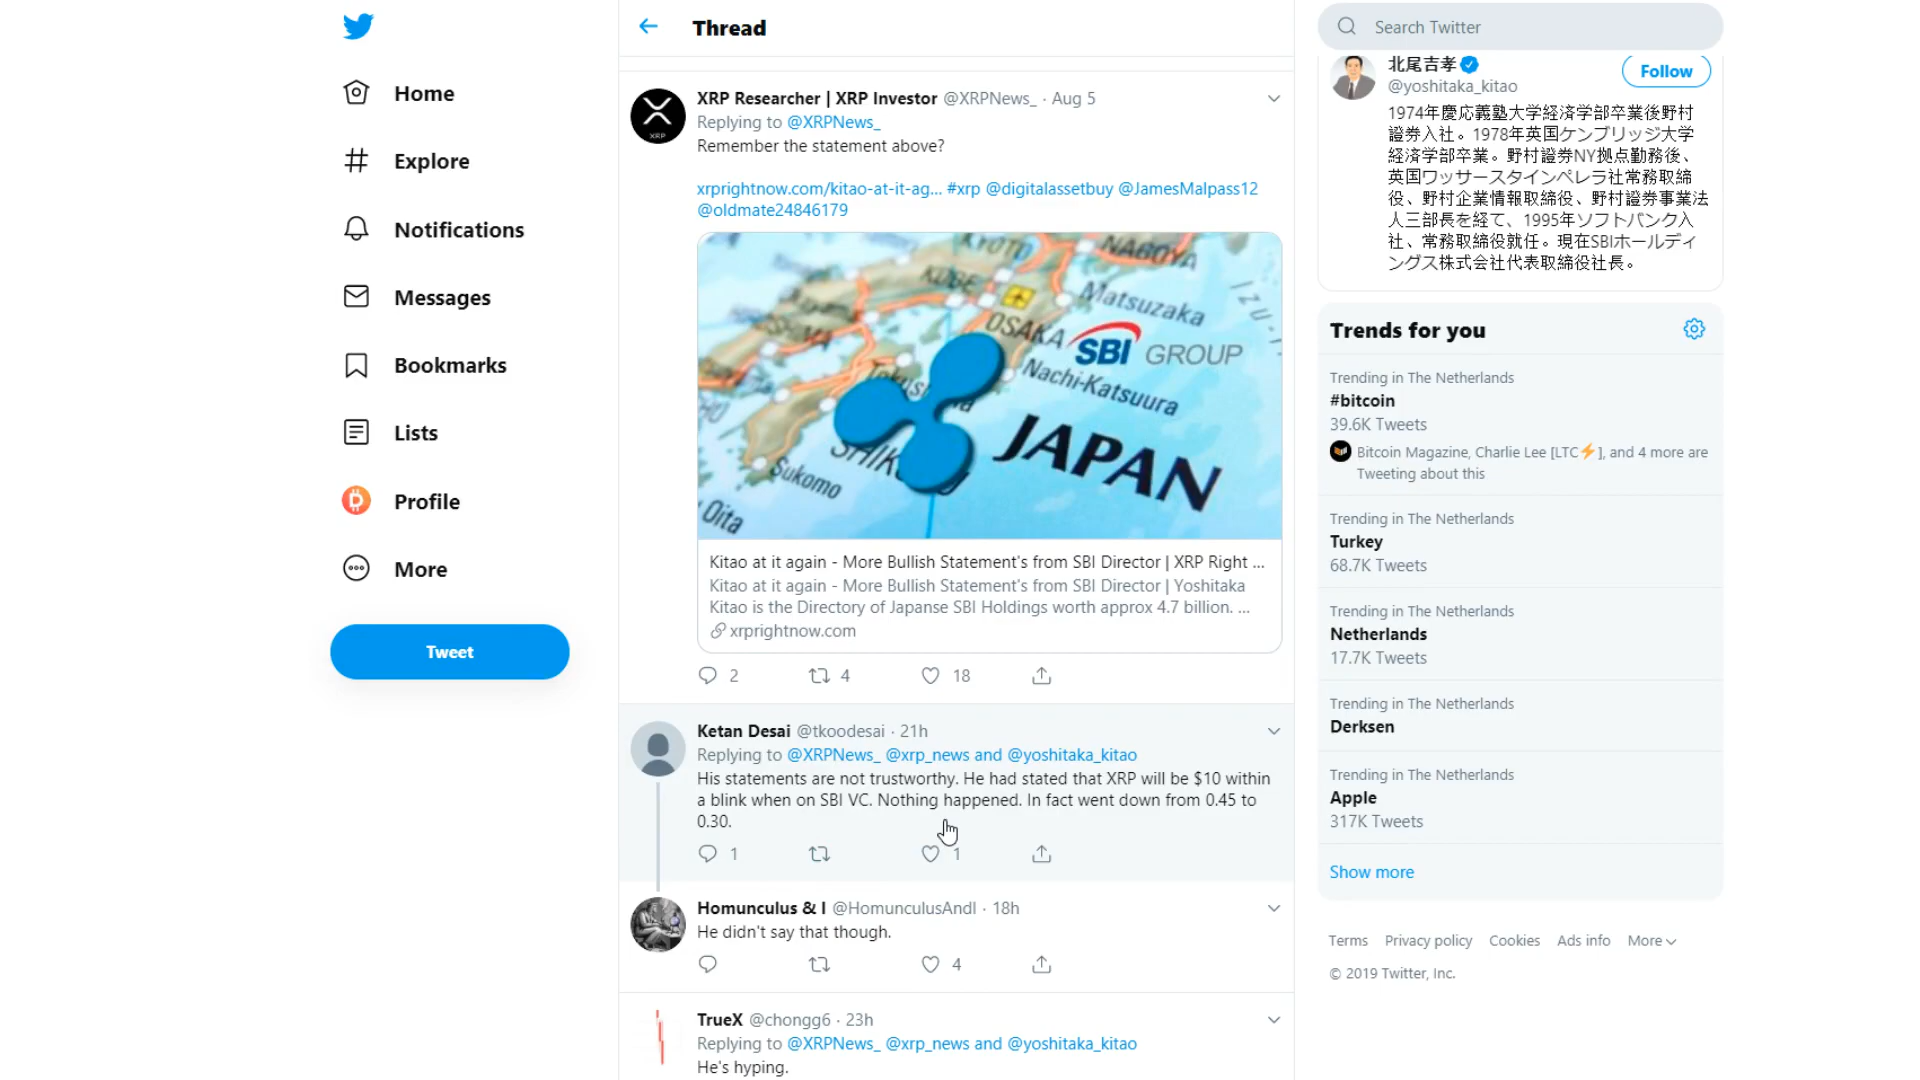 Home
Explore
Notifications
Messages
Bookmarks
Lists
Profile
More
Tweet
Thread
XRP Researcher | XRP Investor @XRPNews_ · Aug 5
Replying to @XRPNews_
Remember the statement above?
xrprightnow.com/kitao-at-it-ag... #xrp @digitalassetbuy @JamesMalpass12
@oldmate24846179
KYOTO
NAGOYA
KOBE
Matsuzaka
OSAKA
SBI GROUP
Nachi-Katsuura
JAPAN
Sukomo
Oita
Kitao at it again - More Bullish Statement's from SBI Director | XRP Right ...
Kitao at it again - More Bullish Statement's from SBI Director | Yoshitaka
Kitao is the Directory of Japanse SBI Holdings worth approx 4.7 billion. ...
xrprightnow.com
2 4 18
Ketan Desai @tkoodesai · 21h
Replying to @XRPNews_ @xrp_news and @yoshitaka_kitao
His statements are not trustworthy. He had stated that XRP will be $10 within
a blink when on SBI VC. Nothing happened. In fact went down from 0.45 to
0.30.
1 1
Homunculus & I @HomunculusAndI · 18h
He didn't say that though.
4
TrueX @chongg6 · 23h
Replying to @XRPNews_ @xrp_news and @yoshitaka_kitao
He's hyping.
Search Twitter
北尾吉孝
@yoshitaka_kitao
Follow
1974年慶応義塾大学経済学部卒業後野村
證券入社。1978年英国ケンブリッジ大学
経済学部卒業。野村證券NY拠点勤務後、
英国ワッサースタインペレラ社常務取締
役、野村企業情報取締役、野村證券事業法
人三部長を経て、1995年ソフトバンク入
社、常務取締役就任。現在SBIホールディ
ングス株式会社代表取締役社長。
Trends for you
Trending in The Netherlands
#bitcoin
39.6K Tweets
Bitcoin Magazine, Charlie Lee [LTC⚡], and 4 more are
Tweeting about this
Trending in The Netherlands
Turkey
68.7K Tweets
Trending in The Netherlands
Netherlands
17.7K Tweets
Trending in The Netherlands
Derksen
Trending in The Netherlands
Apple
317K Tweets
Show more
Terms Privacy policy Cookies Ads info More
© 2019 Twitter, Inc.